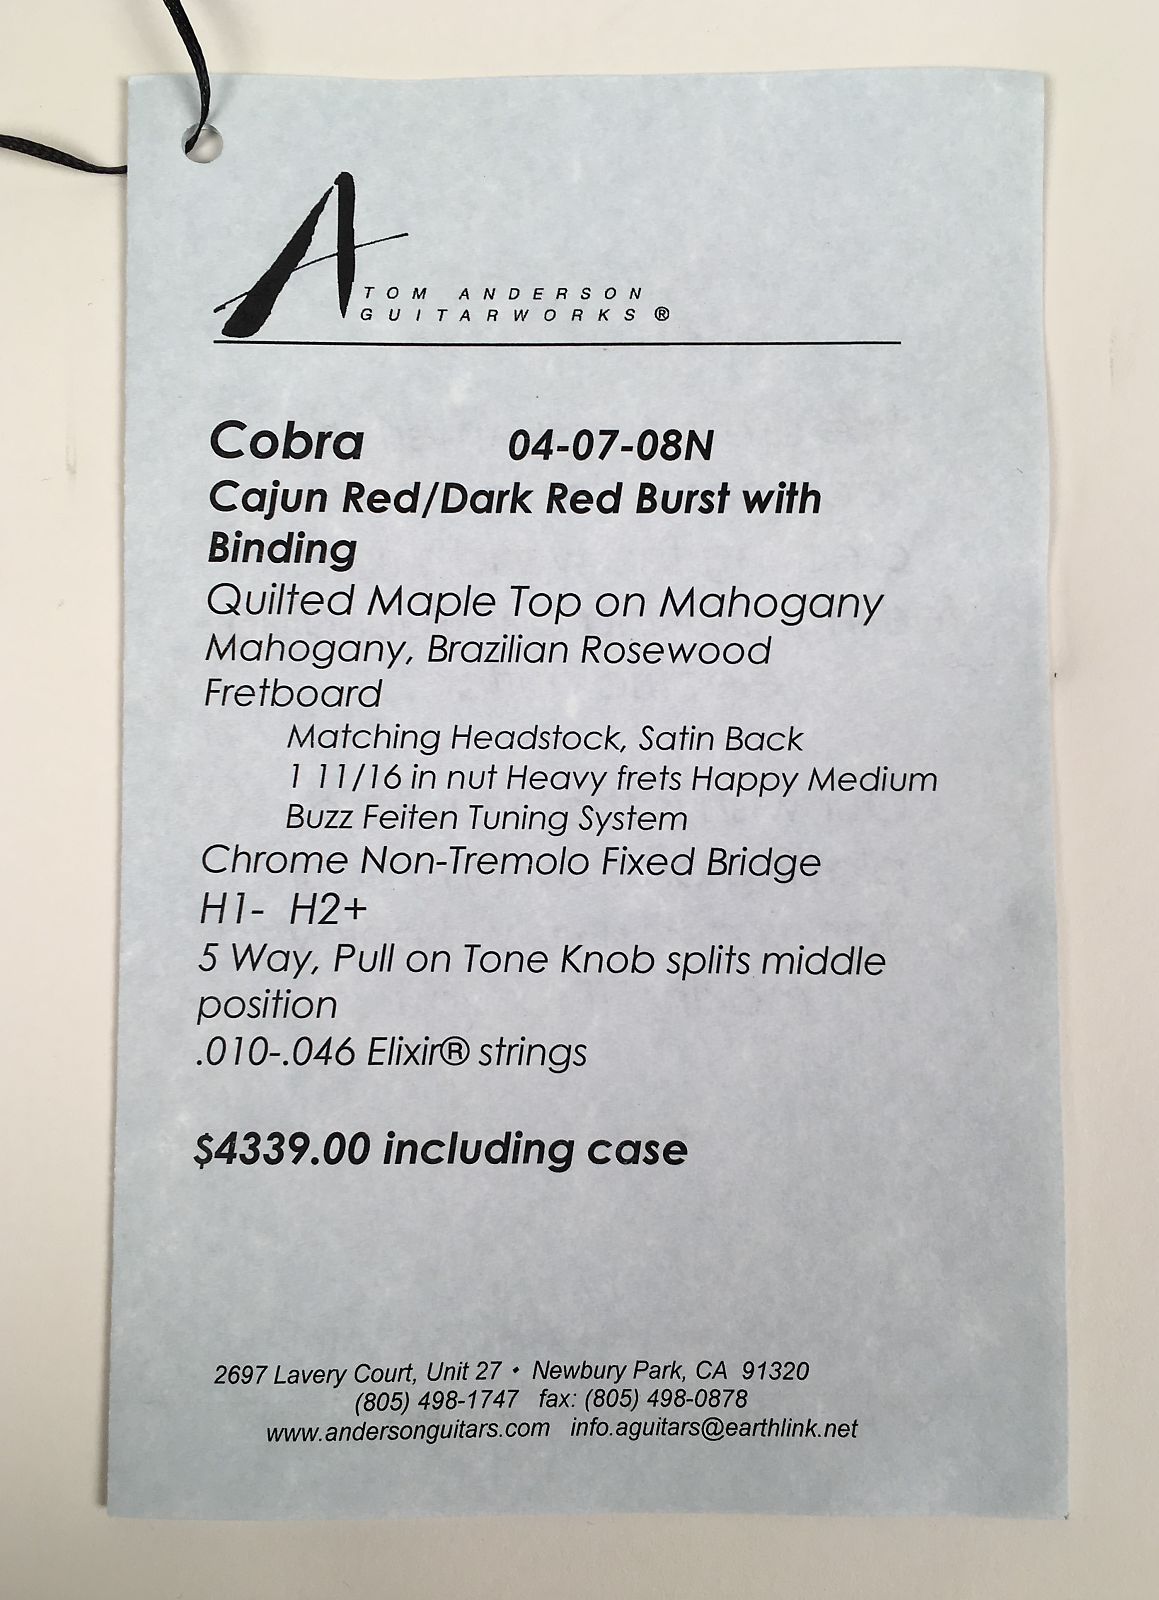 TOM ANDERSON
GUITARWORKS ®
Cobra 04-07-08N
Cajun Red/Dark Red Burst with
Binding
Quilted Maple Top on Mahogany
Mahogany, Brazilian Rosewood
Fretboard
Matching Headstock, Satin Back
1 11/16 in nut Heavy frets Happy Medium
Buzz Feiten Tuning System
Chrome Non-Tremolo Fixed Bridge
H1- H2+
5 Way, Pull on Tone Knob splits middle
position
.010-.046 Elixir® strings
$4339.00 including case
2697 Lavery Court, Unit 27 • Newbury Park, CA 91320
(805) 498-1747 fax: (805) 498-0878
www.andersonguitars.com info.aguitars@earthlink.net